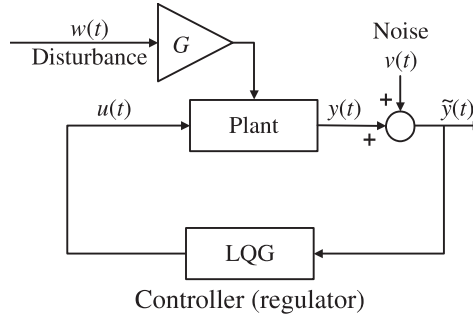 w(t)
Disturbance
G
Noise
v(t)
+
u(t)
Plant
y(t)
+
ỹ(t)
LQG
Controller (regulator)